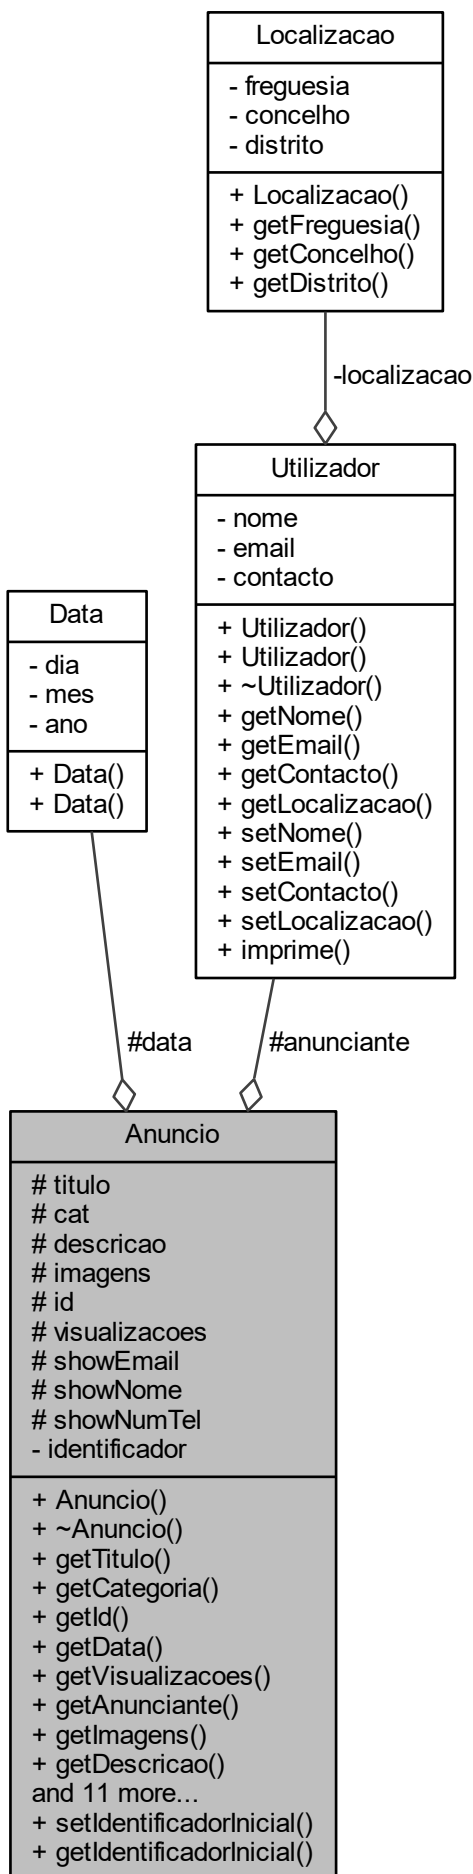 Localizacao
- freguesia
- concelho
- distrito
+ Localizacao()
+ getFreguesia()
+ getConcelho()
+ getDistrito()
-localizacao
Utilizador
- nome
- email
- contacto
+ Utilizador()
+ Utilizador()
+ ~Utilizador()
+ getNome()
+ getEmail()
+ getContacto()
+ getLocalizacao()
+ setNome()
+ setEmail()
+ setContacto()
+ setLocalizacao()
+ imprime()
Data
- dia
- mes
- ano
+ Data()
+ Data()
#data
#anunciante
Anuncio
# titulo
# cat
# descricao
# imagens
# id
# visualizacoes
# showEmail
# showNome
# showNumTel
- identificador
+ Anuncio()
+ ~Anuncio()
+ getTitulo()
+ getCategoria()
+ getId()
+ getData()
+ getVisualizacoes()
+ getAnunciante()
+ getImagens()
+ getDescricao()
and 11 more...
+ setIdentificadorInicial()
+ getIdentificadorInicial()